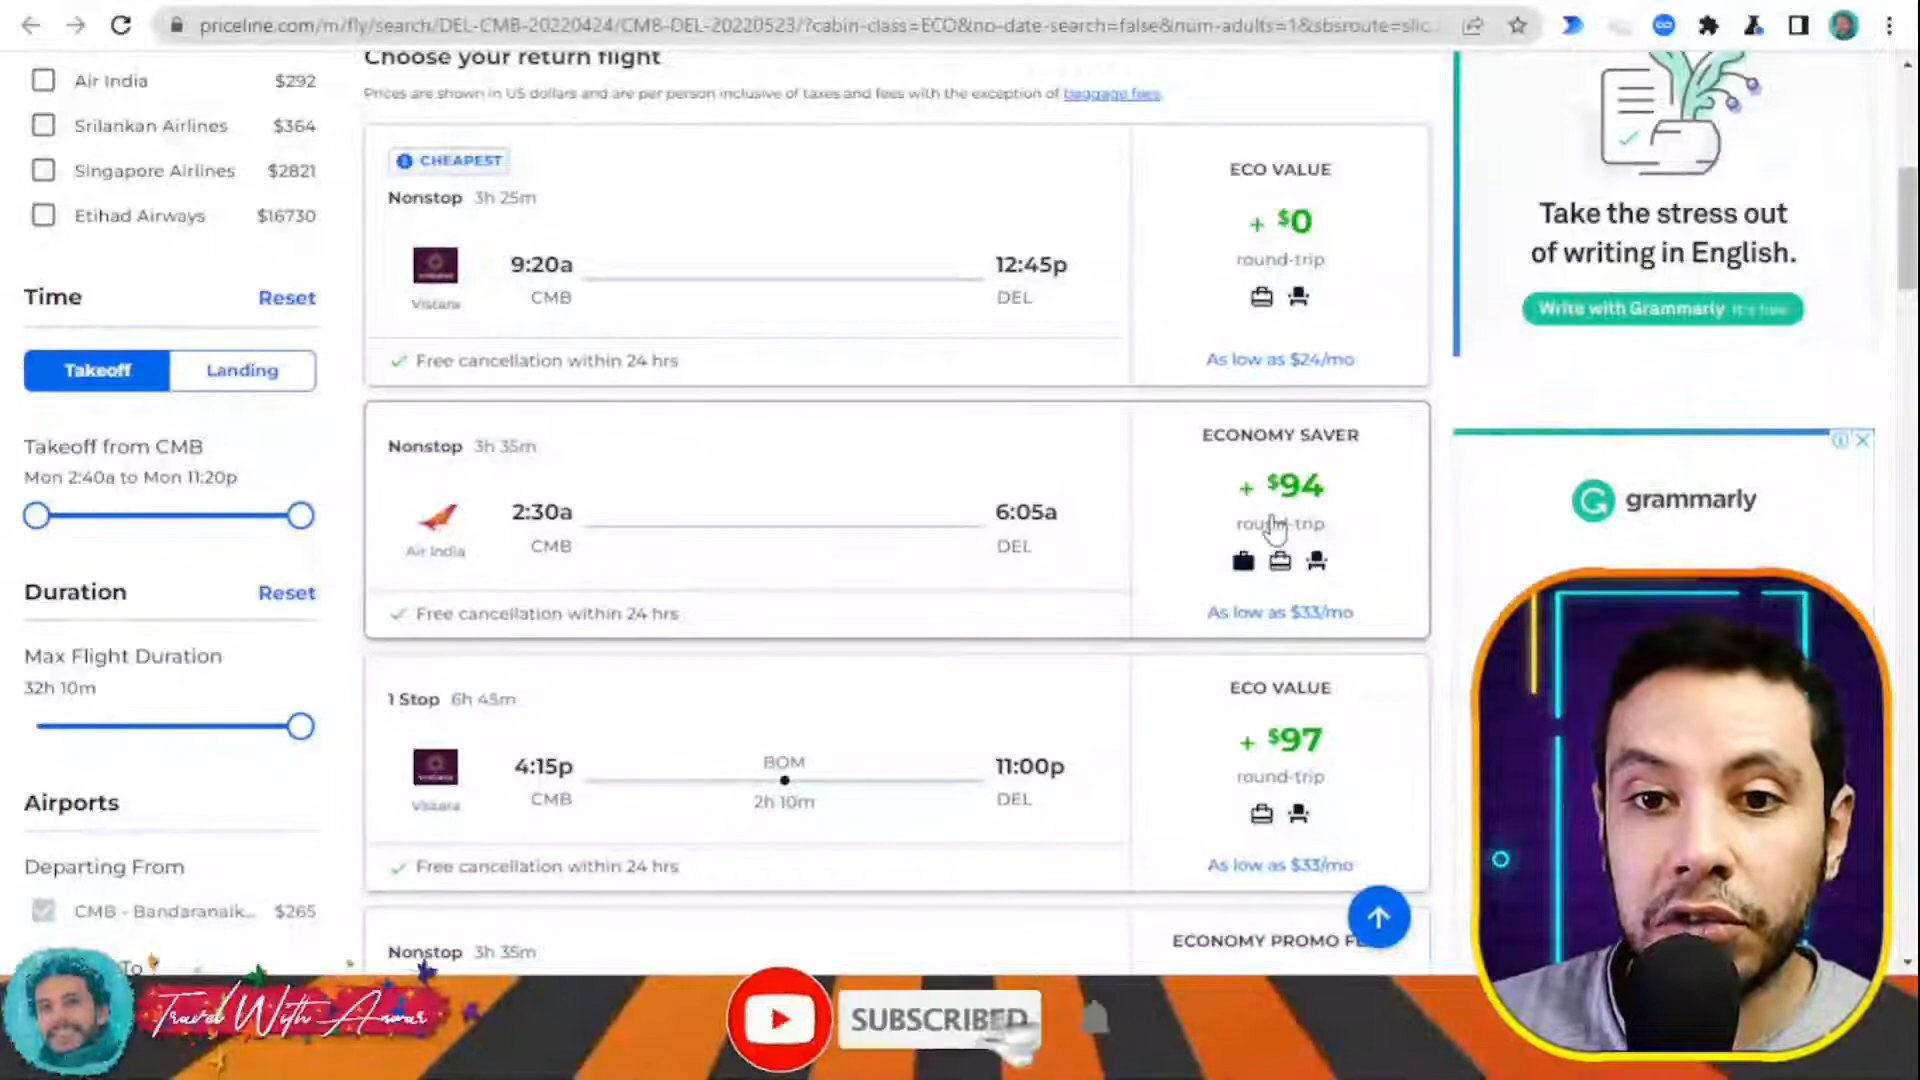 priceline.com/m/fly/search/DEL-CMB-20220424/CMB-DEL-20220523/?cabin-class=ECO&no-date-search=false&num-adults=1&sbsroute=slic...
Air India $292
Srilankan Airlines $364
Singapore Airlines $2821
Etihad Airways $16730
Time Reset
Takeoff Landing
Takeoff from CMB
Mon 2:40a to Mon 11:20p
Duration Reset
Max Flight Duration
32h 10m
Airports
Departing From
CMB - Bandaranaik... $265
To
Choose your return flight
Prices are shown in US dollars and are per person inclusive of taxes and fees with the exception of baggage fees.
CHEAPEST
Nonstop 3h 25m
9:20a 12:45p
Vistara CMB DEL
Free cancellation within 24 hrs
ECO VALUE
+ $0
round-trip
As low as $24/mo
Nonstop 3h 35m
2:30a 6:05a
Air India CMB DEL
Free cancellation within 24 hrs
ECONOMY SAVER
+ $94
round-trip
As low as $33/mo
1 Stop 6h 45m
4:15p BOM 11:00p
Vistara CMB 2h 10m DEL
Free cancellation within 24 hrs
ECO VALUE
+ $97
round-trip
As low as $33/mo
Nonstop 3h 35m
ECONOMY PROMO
Take the stress out
of writing in English.
Write with Grammarly It's free
grammarly
Travel With Anwar
SUBSCRIBED